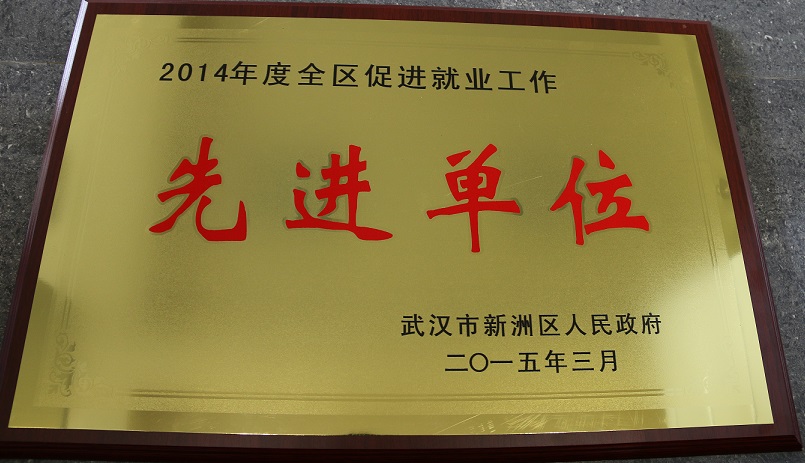 2014年度全区促进就业工作
先进单位
武汉市新洲区人民政府
二〇一五年三月